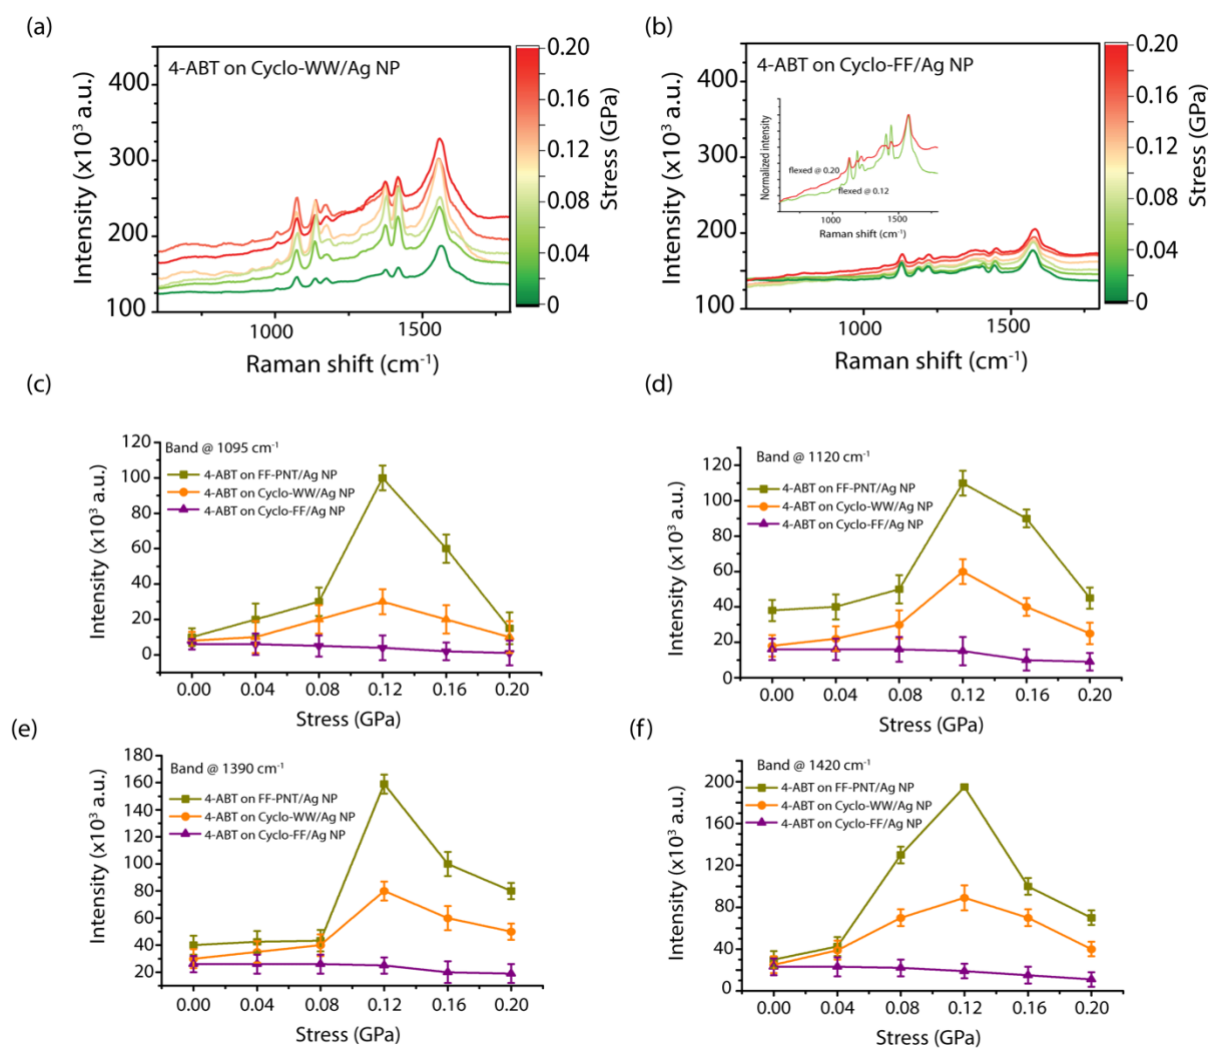 (a)
4-ABT on Cyclo-WW/Ag NP
Intensity (x10³ a.u.)
400
300
200
100
1000
1500
Raman shift (cm⁻¹)
0.20
0.16
0.12
0.08
0.04
0
Stress (GPa)
(b)
4-ABT on Cyclo-FF/Ag NP
Intensity (x10³ a.u.)
400
300
200
100
1000
1500
Raman shift (cm⁻¹)
Normalized intensity
flexed @ 0.20
flexed @ 0.12
1000
1500
Raman shift (cm⁻¹)
0.20
0.16
0.12
0.08
0.04
0
Stress (GPa)
(c)
Band @ 1095 cm⁻¹
4-ABT on FF-PNT/Ag NP
4-ABT on Cyclo-WW/Ag NP
4-ABT on Cyclo-FF/Ag NP
Intensity (x10³ a.u.)
120
100
80
60
40
20
0
0.00
0.04
0.08
0.12
0.16
0.20
Stress (GPa)
(d)
Band @ 1120 cm⁻¹
4-ABT on FF-PNT/Ag NP
4-ABT on Cyclo-WW/Ag NP
4-ABT on Cyclo-FF/Ag NP
Intensity (x10³ a.u.)
120
100
80
60
40
20
0
0.00
0.04
0.08
0.12
0.16
0.20
Stress (GPa)
(e)
Band @ 1390 cm⁻¹
4-ABT on FF-PNT/Ag NP
4-ABT on Cyclo-WW/Ag NP
4-ABT on Cyclo-FF/Ag NP
Intensity (x10³ a.u.)
180
160
140
120
100
80
60
40
20
0.00
0.04
0.08
0.12
0.16
0.20
Stress (GPa)
(f)
Band @ 1420 cm⁻¹
4-ABT on FF-PNT/Ag NP
4-ABT on Cyclo-WW/Ag NP
4-ABT on Cyclo-FF/Ag NP
Intensity (x10³ a.u.)
200
160
120
80
40
0
0.00
0.04
0.08
0.12
0.16
0.20
Stress (GPa)